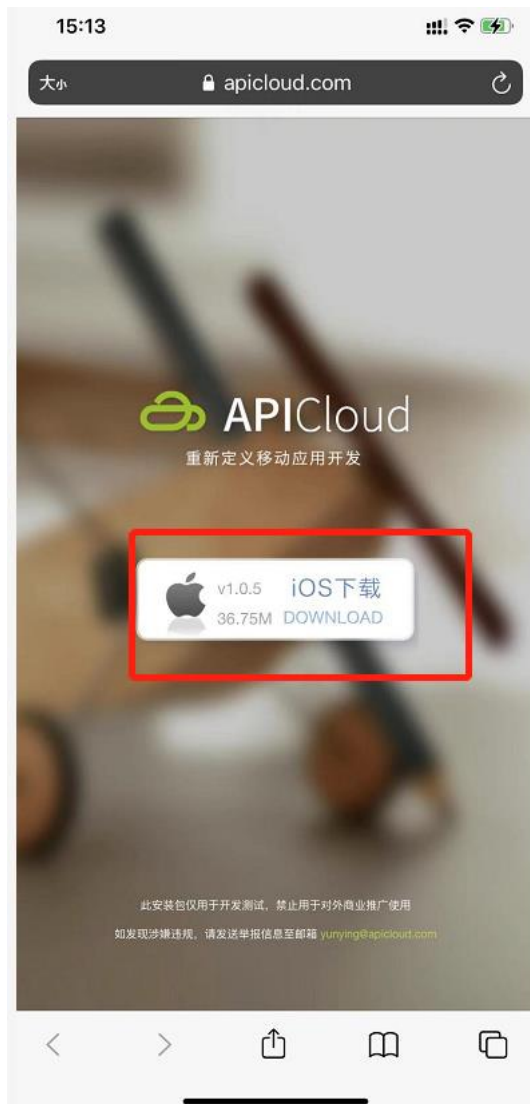 15:13
大小
apicloud.com
APICloud
重新定义移动应用开发
v1.0.5 iOS下载
36.75M DOWNLOAD
此安装包仅用于开发测试，禁止用于对外商业推广使用
如发现涉嫌违规，请发送举报信息至邮箱 yunying@apicloud.com